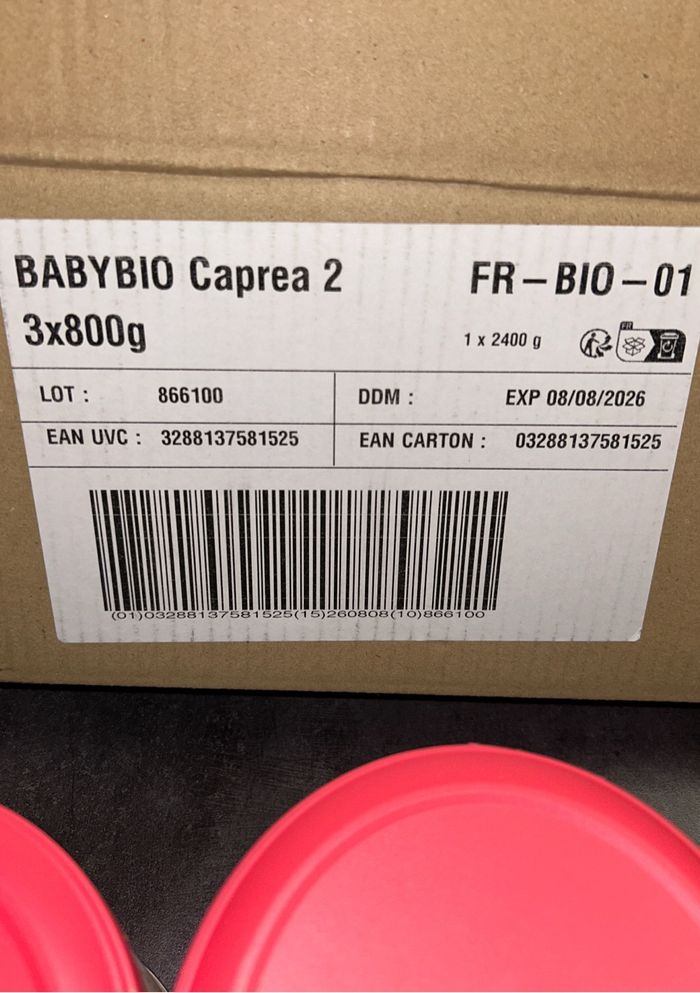 BABYBIO Caprea 2
FR-BIO-01
3x800g
1 x 2400 g
FR
LOT : 866100
DDM : EXP 08/08/2026
EAN UVC : 3288137581525
EAN CARTON : 03288137581525
(01)03288137581525(15)260808(10)866100